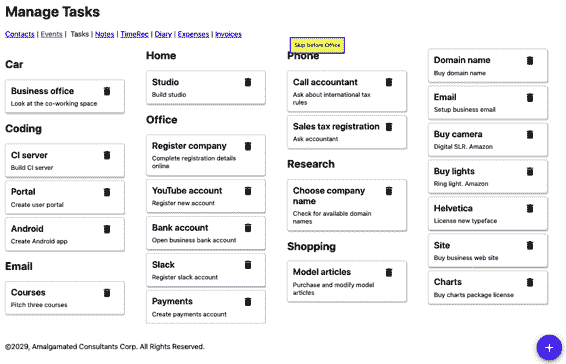 Manage Tasks
Contacts | Events | Tasks | Notes | TimeRec | Diary | Expenses | Invoices
Car
Business office
Look at the co-working space
Coding
CI server
Build CI server
Portal
Create user portal
Android
Create Android app
Email
Courses
Pitch three courses
Home
Studio
Build studio
Office
Register company
Complete registration details
online
YouTube account
Register new account
Bank account
Open business bank account
Slack
Register slack account
Payments
Create payments account
Skip before Office
Phone
Call accountant
Ask about international tax
rules
Sales tax registration
Ask accountant
Research
Choose company
name
Check for available domain
names
Shopping
Model articles
Purchase and modify model
articles
Domain name
Buy domain name
Email
Setup business email
Buy camera
Digital SLR. Amazon
Buy lights
Ring light. Amazon
Helvetica
License new typeface
Site
Buy business web site
Charts
Buy charts package license
©2029, Amalgamated Consultants Corp. All Rights Reserved.